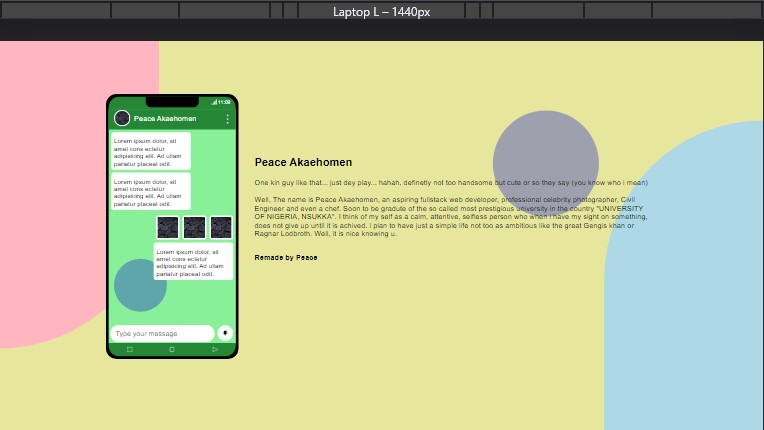 Laptop L – 1440px
11:08
Peace Akaehomen
Lorem ipsum dolor, sit
amet cons ectetur
adipisicing elit. Ad ullam
pariatur placeat odit.
Lorem ipsum dolor, sit
amet cons ectetur
adipisicing elit. Ad ullam
pariatur placeat odit.
Lorem ipsum dolor, sit
amet cons ectetur
adipisicing elit. Ad ullam
pariatur placeat odit.
Type your message
Peace Akaehomen
One kin guy like that... just dey play... hahah, definetly not too handsome but cute or so they say (you know who i mean)
Well, The name is Peace Akaehomen, an aspiring fullstack web developer, professional celebrity photographer, Civil
Engineer and even a chef. Soon to be gradute of the so called most prestigious university in the country "UNIVERSITY
OF NIGERIA, NSUKKA". I think of my self as a calm, attentive, selfless person who when I have my sight on something,
does not give up until it is achived. I plan to have just a simple life not too as ambitious like the great Gengis khan or
Ragnar Lodbroth. Well, it is nice knowing u.
Remade by Peace